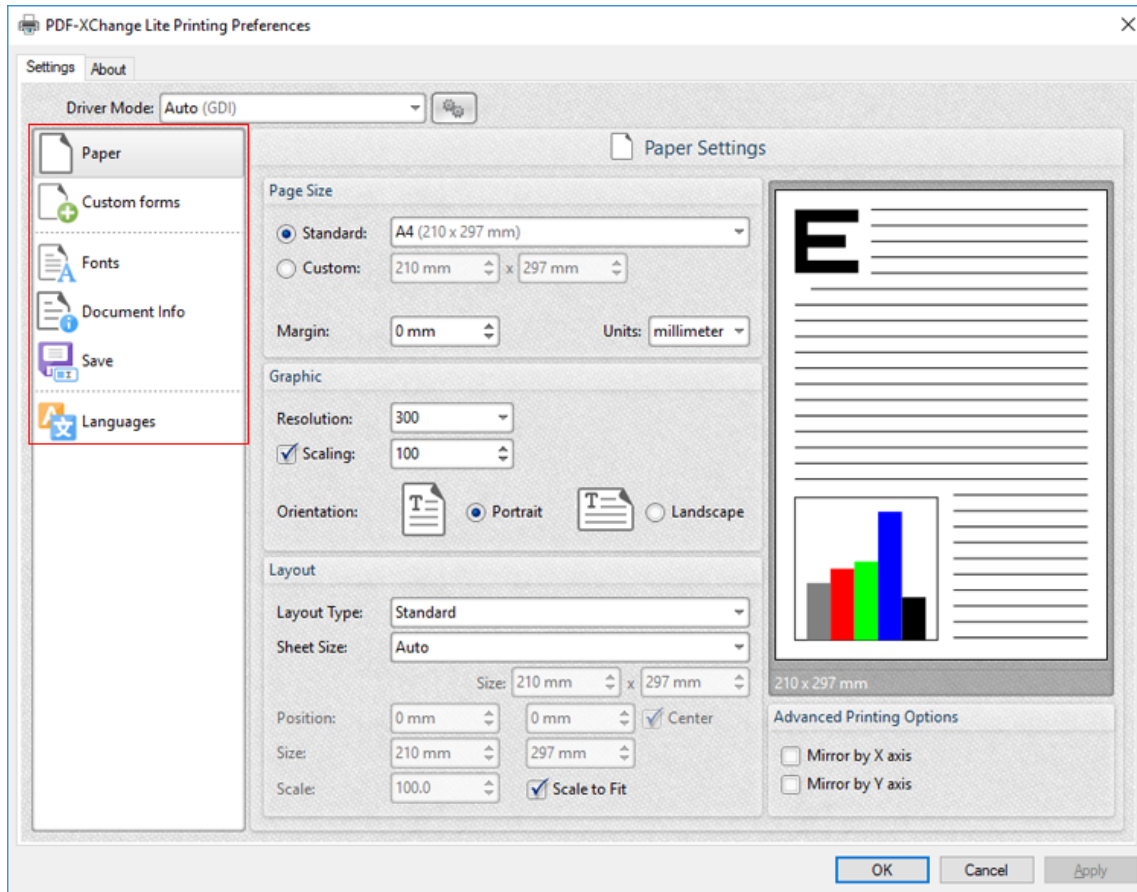 PDF-XChange Lite Printing Preferences
Settings About
Driver Mode: Auto (GDI)
Paper
Custom forms
Fonts
Document Info
Save
Languages
Paper Settings
Page Size
Standard: A4 (210 x 297 mm)
Custom: 210 mm x 297 mm
Margin: 0 mm Units: millimeter
Graphic
Resolution: 300
Scaling: 100
Orientation: T Portrait T Landscape
Layout
Layout Type: Standard
Sheet Size: Auto
Size: 210 mm x 297 mm
Position: 0 mm 0 mm Center
Size: 210 mm 297 mm
Scale: 100.0 Scale to Fit
E
210 x 297 mm
Advanced Printing Options
Mirror by X axis
Mirror by Y axis
OK Cancel Apply